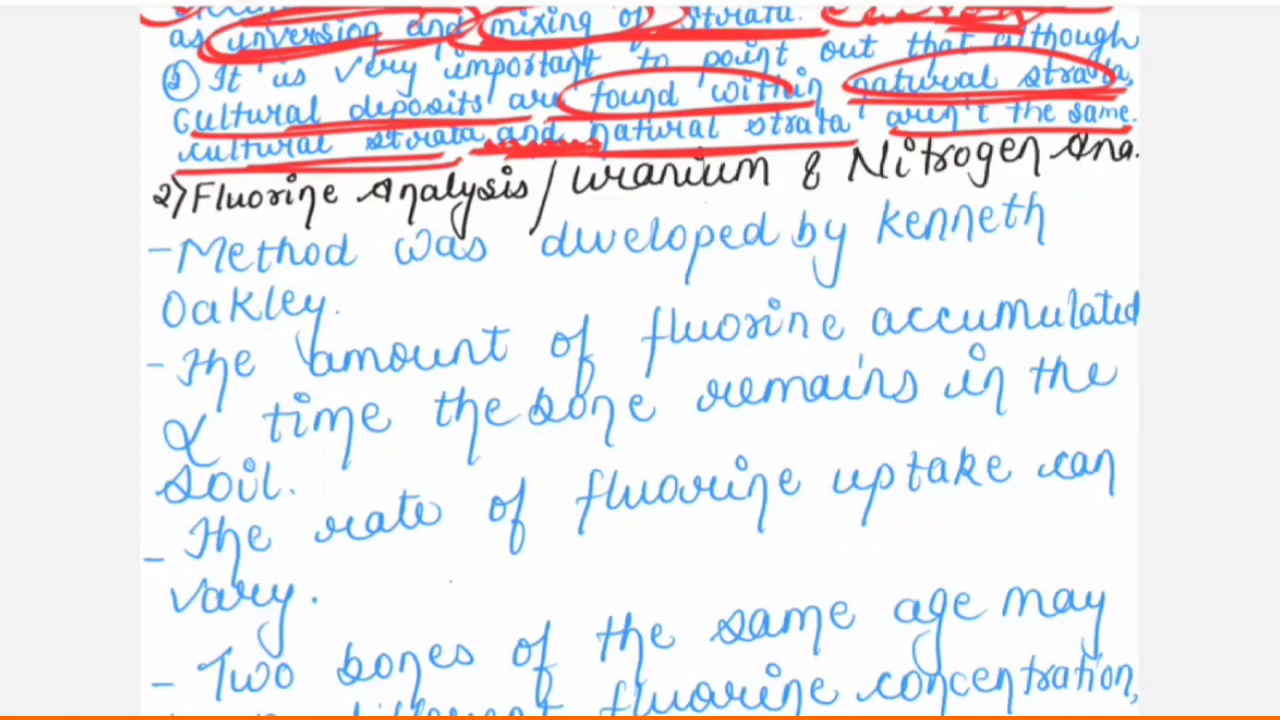 as inversion and mixing of strata.
③ It is very important to point out that although
cultural deposits are found within natural strata,
cultural strata and natural strata aren't the same.
2) Fluorine Analysis / Uranium & Nitrogen Ana.
- Method was dweloped by Kenneth
Oakley.
- The amount of fluorine accumulated
α time the bone remains in the
soil.
- The rate of fluorine uptake can
vary.
- Two bones of the same age may
different fluorine concentration,